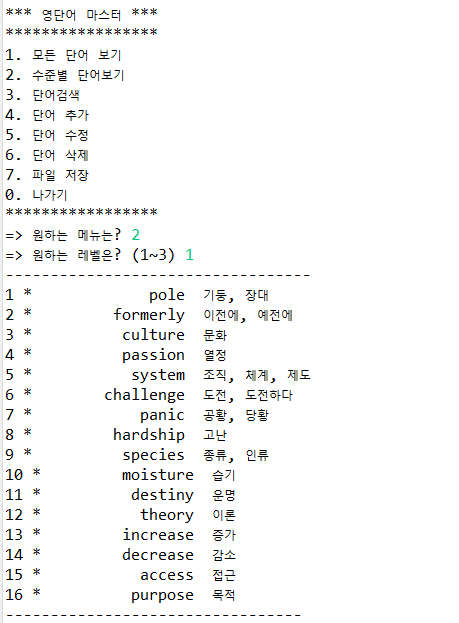 *** 영단어 마스터 ***
*****************
1. 모든 단어 보기
2. 수준별 단어보기
3. 단어검색
4. 단어 추가
5. 단어 수정
6. 단어 삭제
7. 파일 저장
0. 나가기
*****************
=> 원하는 메뉴는? 2
=> 원하는 레벨은? (1~3) 1
----------------------------------
1 * pole 기둥, 장대
2 * formerly 이전에, 예전에
3 * culture 문화
4 * passion 열정
5 * system 조직, 체계, 제도
6 * challenge 도전, 도전하다
7 * panic 공황, 당황
8 * hardship 고난
9 * species 종류, 인류
10 * moisture 습기
11 * destiny 운명
12 * theory 이론
13 * increase 증가
14 * decrease 감소
15 * access 접근
16 * purpose 목적
---------------------------------